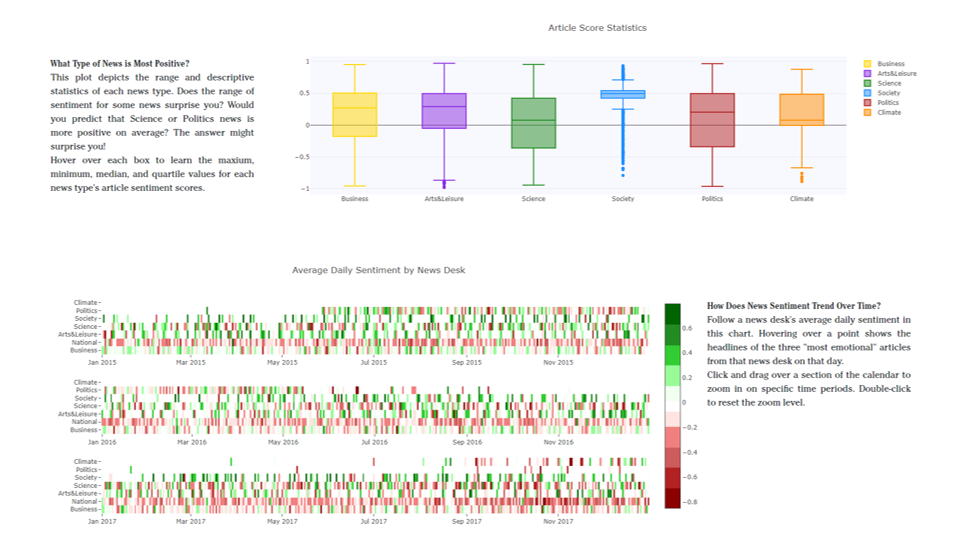 Article Score Statistics
What Type of News is Most Positive?
This plot depicts the range and descriptive
statistics of each news type. Does the range of
sentiment for some news surprise you? Would
you predict that Science or Politics news is
more positive on average? The answer might
surprise you!
Hover over each box to learn the maxium,
minimum, median, and quartile values for each
news type's article sentiment scores.
1
0.5
0
−0.5
−1
Business
Arts&Leisure
Science
Society
Politics
Climate
Business
Arts&Leisure
Science
Society
Politics
Climate
Average Daily Sentiment by News Desk
Climate
Politics
Society
Science
Arts&Leisure
National
Business
Jan 2015
Mar 2015
May 2015
Jul 2015
Sep 2015
Nov 2015
Climate
Politics
Society
Science
Arts&Leisure
National
Business
Jan 2016
Mar 2016
May 2016
Jul 2016
Sep 2016
Nov 2016
Climate
Politics
Society
Science
Arts&Leisure
National
Business
Jan 2017
Mar 2017
May 2017
Jul 2017
Sep 2017
Nov 2017
0.6
0.4
0.2
0
−0.2
−0.4
−0.6
−0.8
How Does News Sentiment Trend Over Time?
Follow a news desk's average daily sentiment in
this chart. Hovering over a point shows the
headlines of the three "most emotional" articles
from that news desk on that day.
Click and drag over a section of the calendar to
zoom in on specific time periods. Double-click
to reset the zoom level.